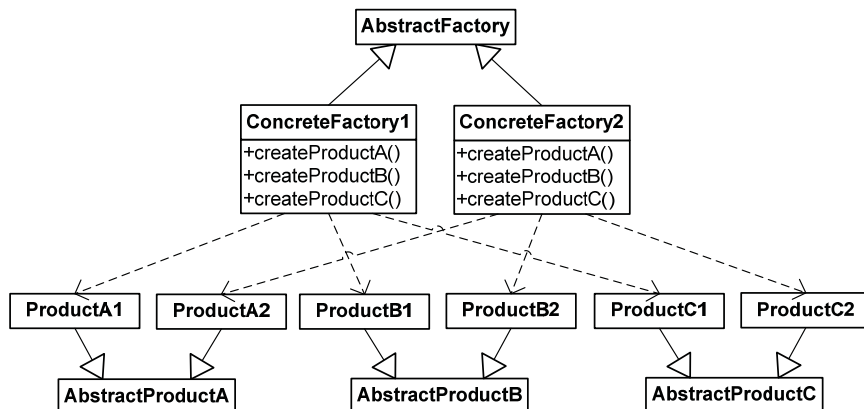 AbstractFactory
ConcreteFactory1
+createProductA()
+createProductB()
+createProductC()
ConcreteFactory2
+createProductA()
+createProductB()
+createProductC()
ProductA1
ProductA2
ProductB1
ProductB2
ProductC1
ProductC2
AbstractProductA
AbstractProductB
AbstractProductC